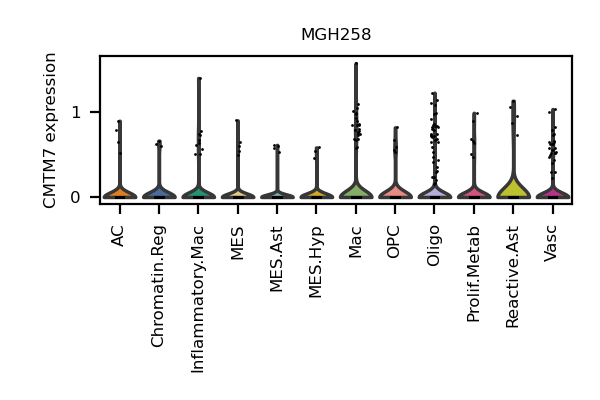 MGH258
CMTM7 expression
1
0
AC
Chromatin.Reg
Inflammatory.Mac
MES
MES.Ast
MES.Hyp
Mac
OPC
Oligo
Prolif.Metab
Reactive.Ast
Vasc